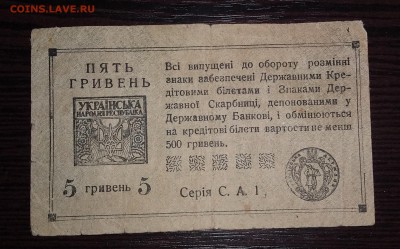 COINS.ЛАВЕ.RU
ПЯТЬ
ГРИВЕНЬ
УКРАЇНСЬКА
НАРОДНЯ РЕСПУБЛІКА
5 гривень 5
Всі випущені до обороту розмінні
знаки забезпечені Державними Кре-
дітовими білетами і Знаками Дер-
жавної Скарбниці, депонованими у
Державному Банкові, і обмінюються
на кредітові білети вартости не менш
500 гривень.
Серія С. А. 1,